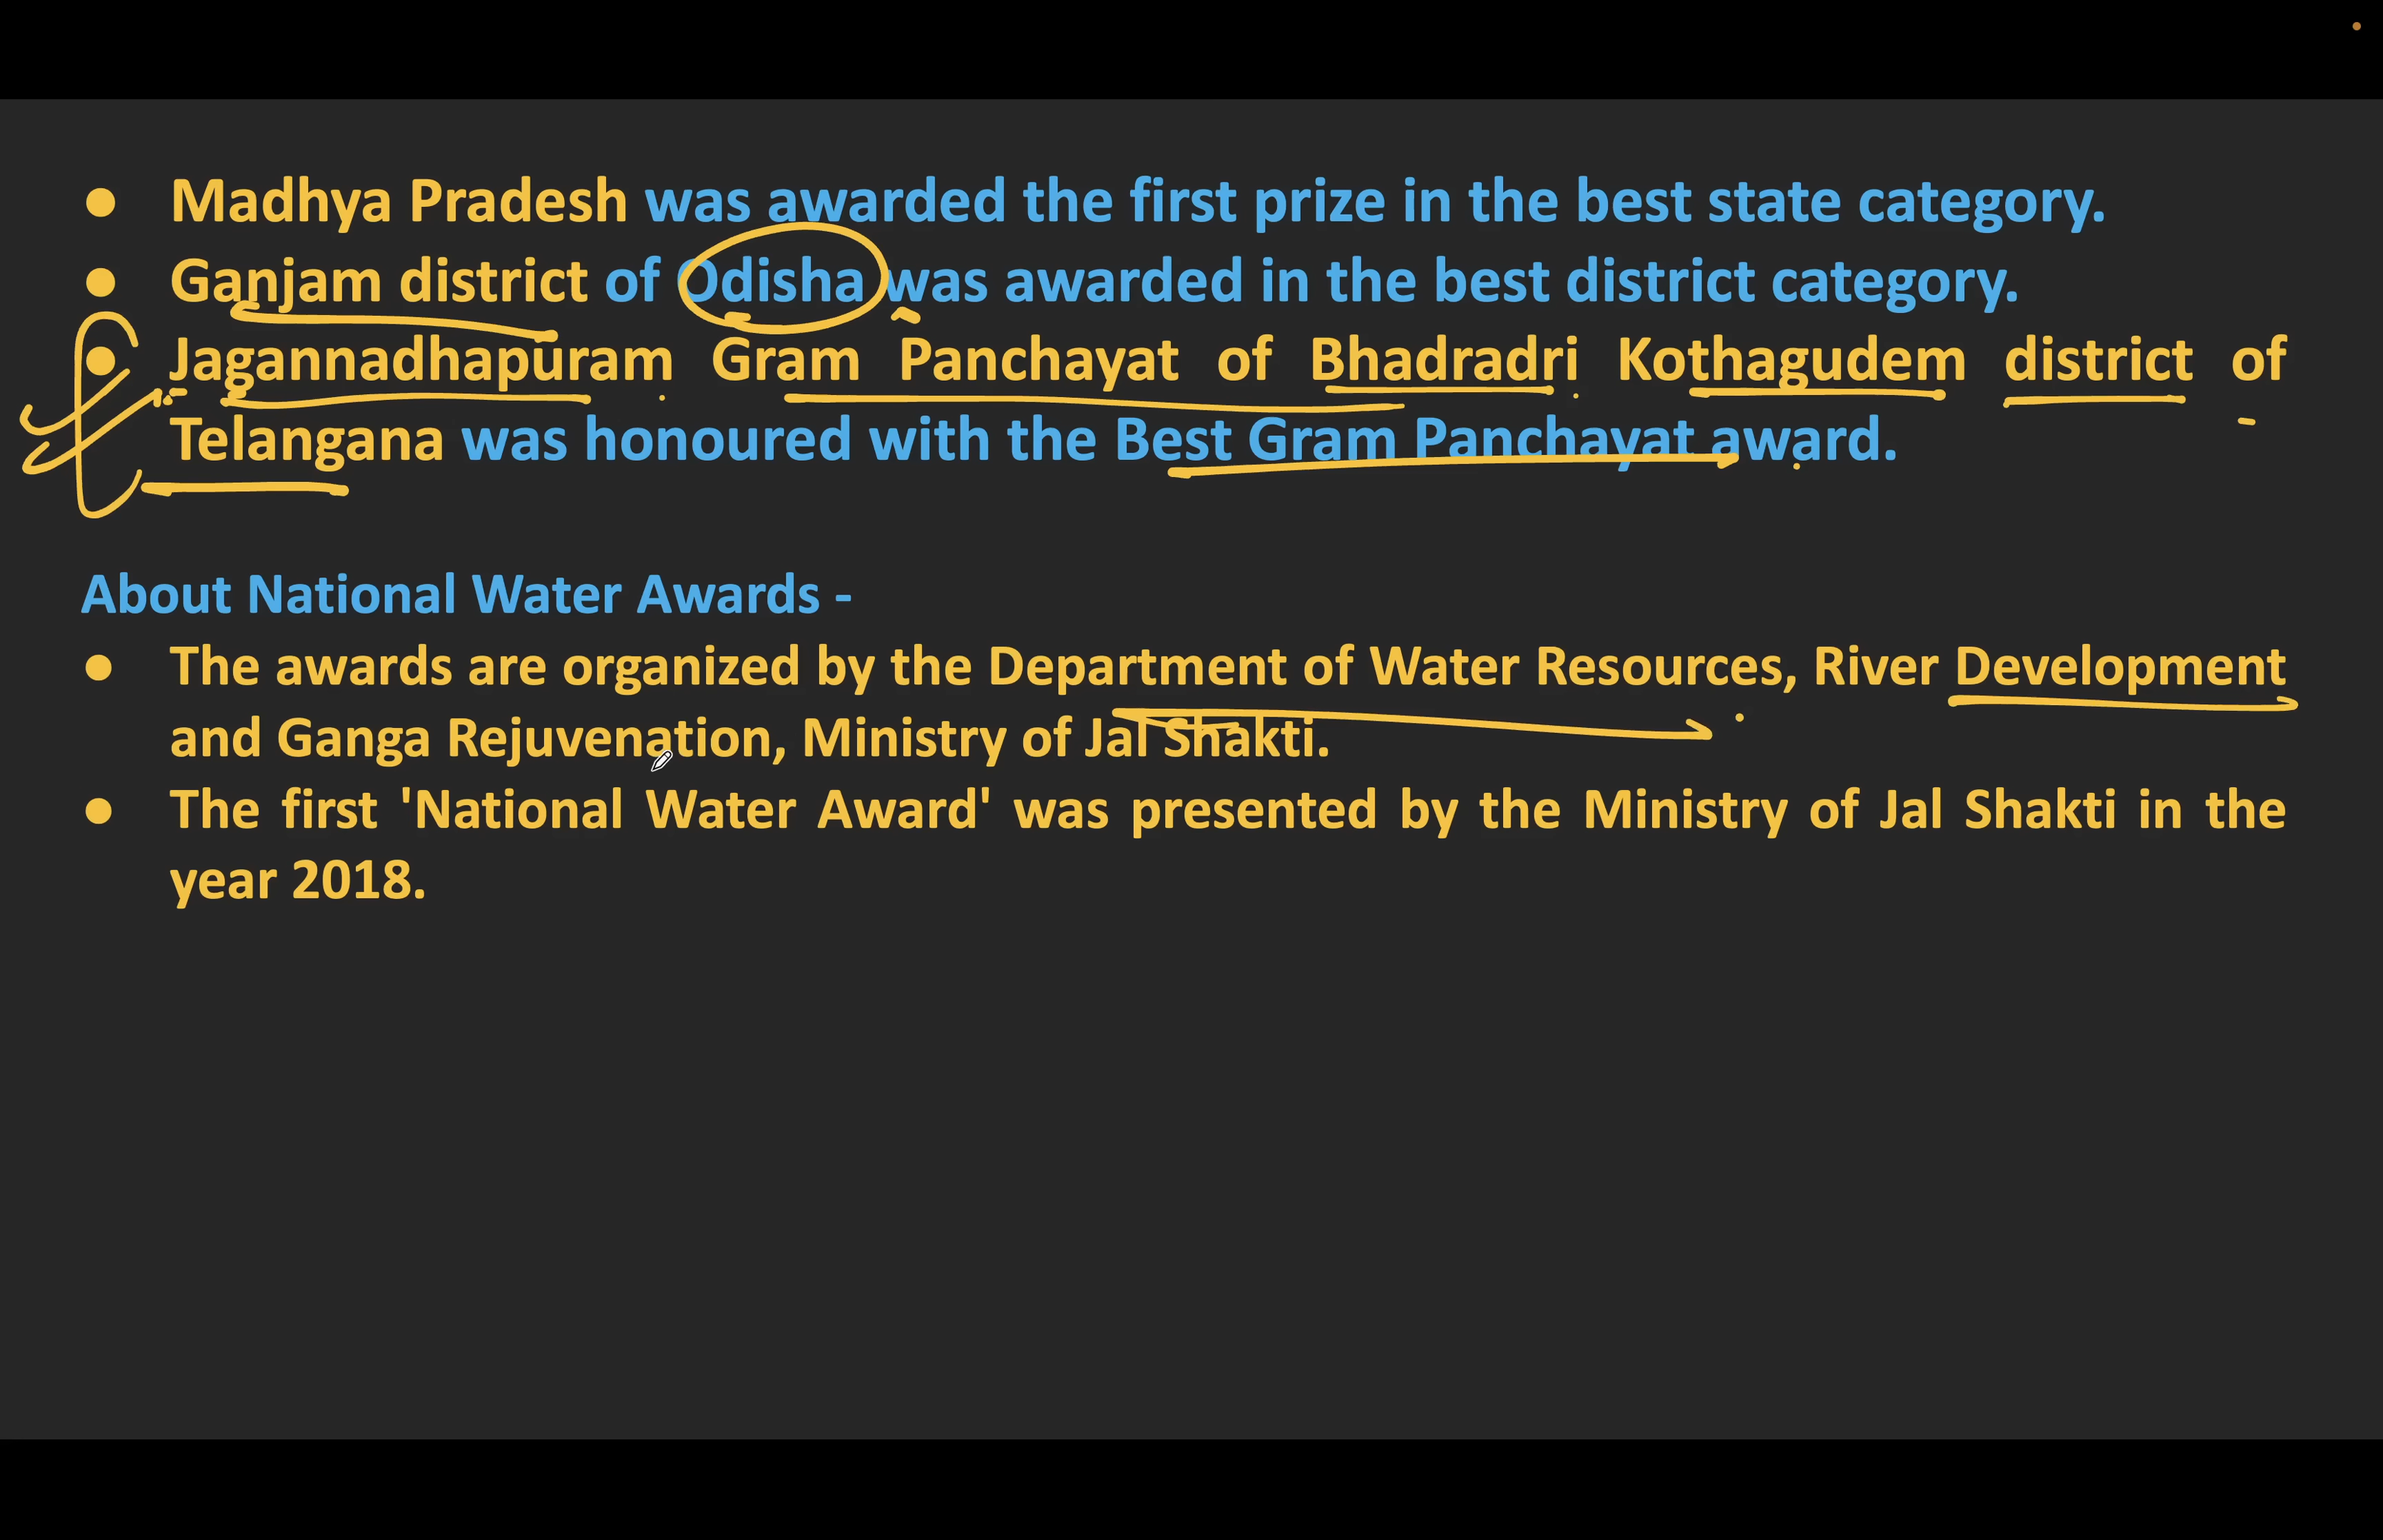 Madhya Pradesh was awarded the first prize in the best state category.
Ganjam district of Odisha was awarded in the best district category.
Jagannadhapuram Gram Panchayat of Bhadradri Kothagudem district of
Telangana was honoured with the Best Gram Panchayat award.
About National Water Awards -
The awards are organized by the Department of Water Resources, River Development
and Ganga Rejuvenation, Ministry of Jal Shakti.
The first 'National Water Award' was presented by the Ministry of Jal Shakti in the
year 2018.